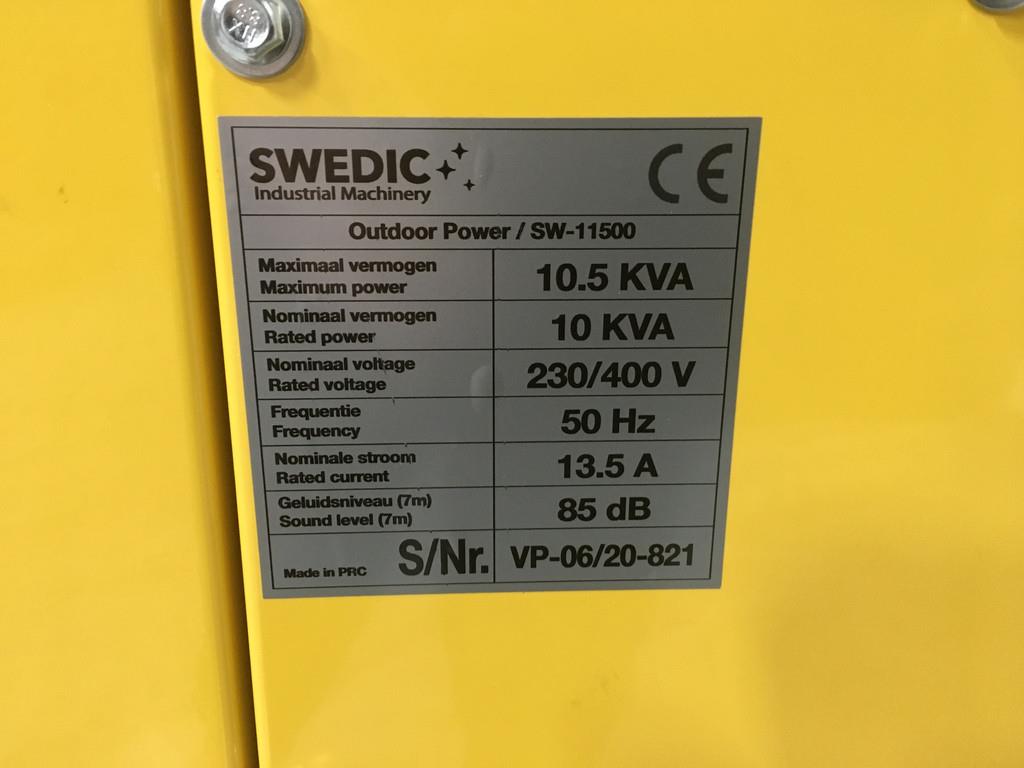 SWEDIC
Industrial Machinery
CE
Outdoor Power / SW-11500
Maximaal vermogen
Maximum power
10.5 KVA
Nominaal vermogen
Rated power
10 KVA
Nominaal voltage
Rated voltage
230/400 V
Frequentie
Frequency
50 Hz
Nominale stroom
Rated current
13.5 A
Geluidsniveau (7m)
Sound level (7m)
85 dB
Made in PRC
S/Nr.
VP-06/20-821